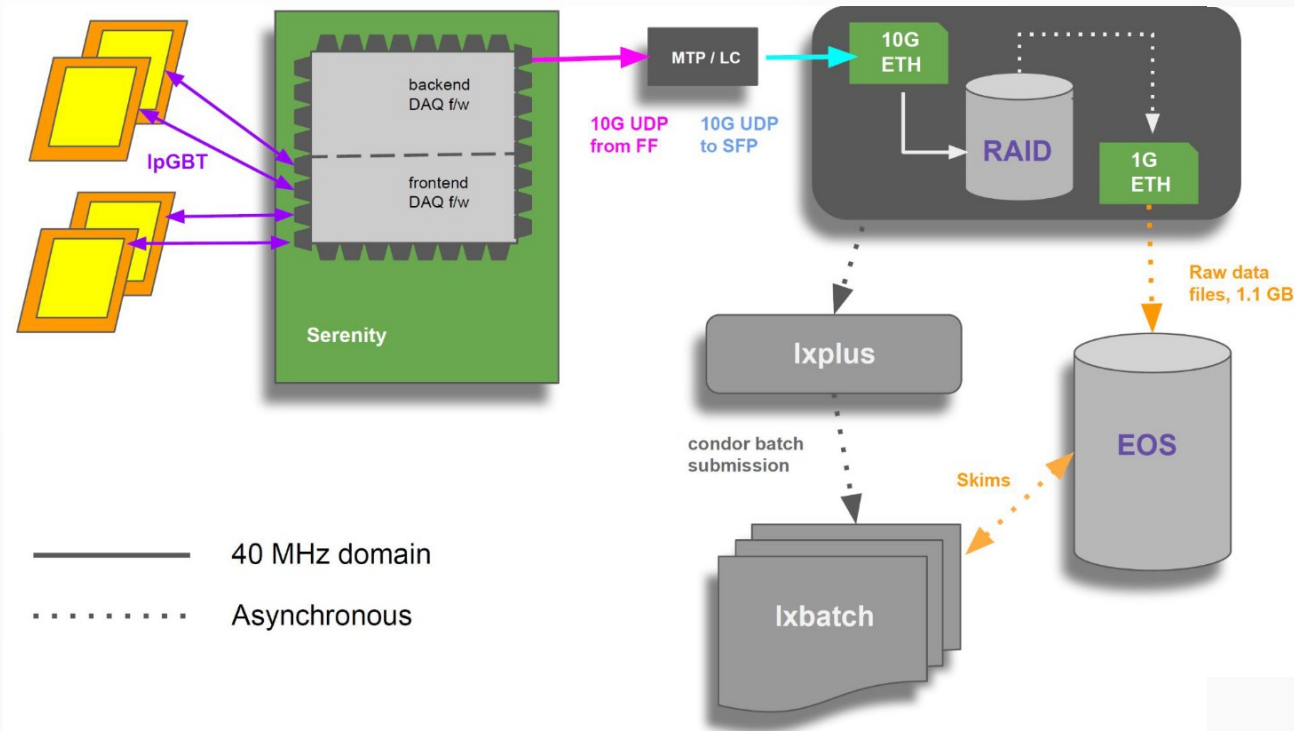 lpGBT
backend
DAQ f/w
frontend
DAQ f/w
Serenity
10G UDP
from FF
MTP / LC
10G UDP
to SFP
10G
ETH
RAID
1G
ETH
Raw data
files, 1.1 GB
lxplus
condor batch
submission
EOS
Skims
lxbatch
40 MHz domain
Asynchronous